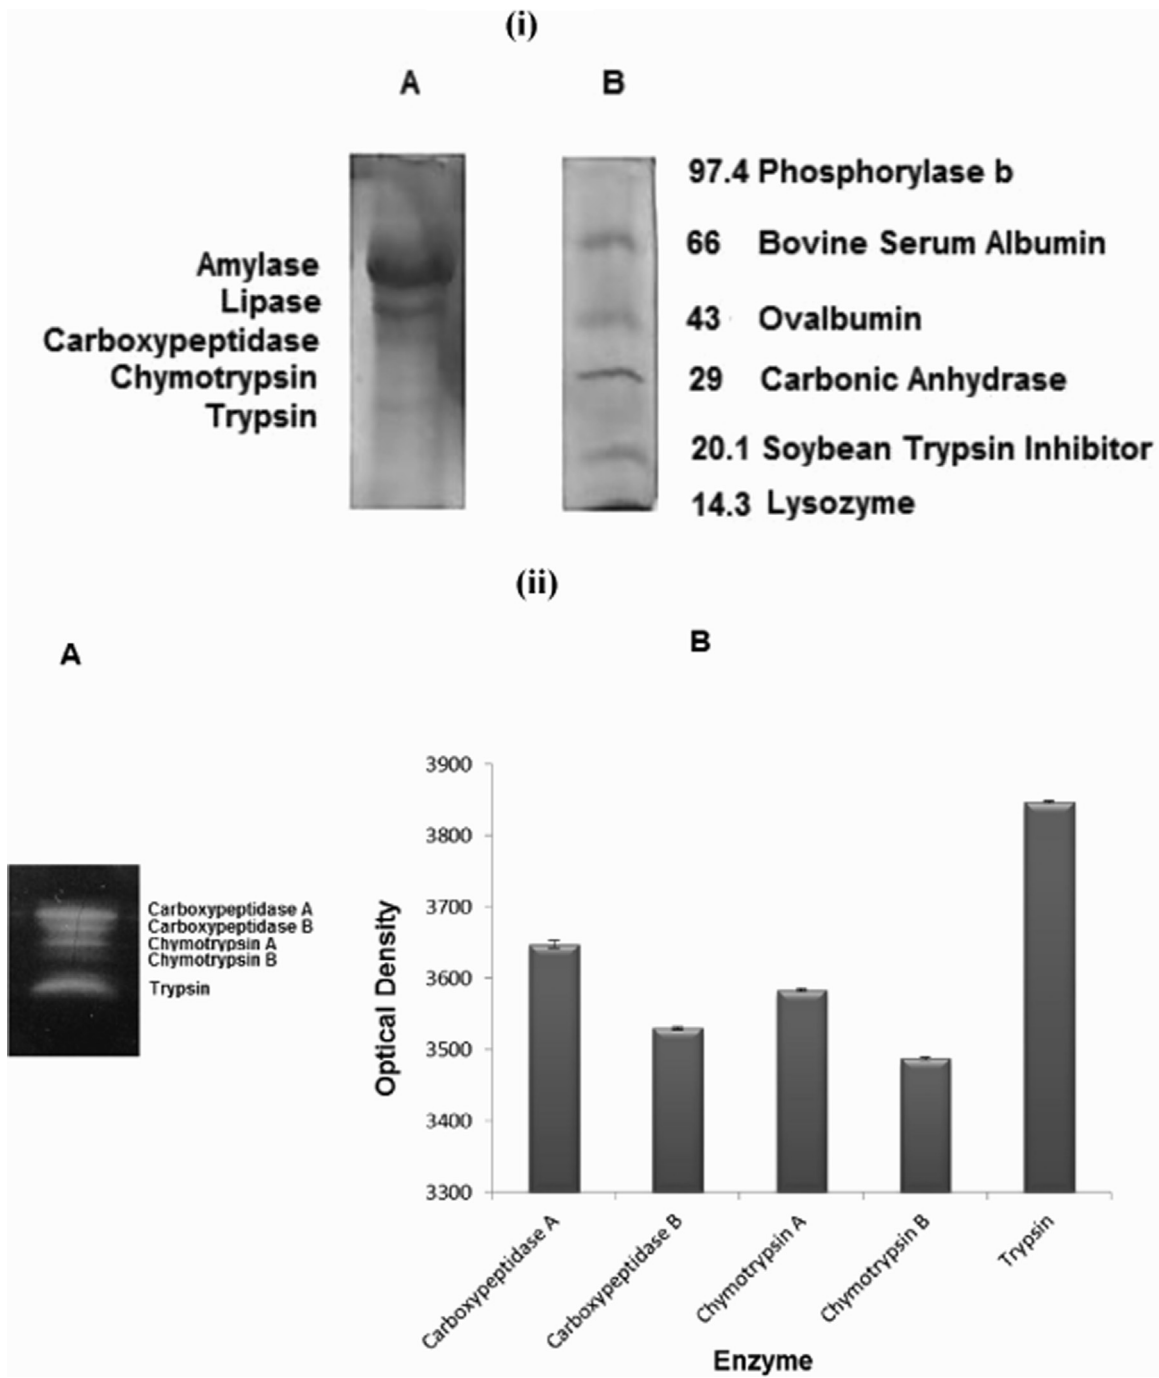 (i)
A
B
97.4 Phosphorylase b
66 Bovine Serum Albumin
43 Ovalbumin
29 Carbonic Anhydrase
20.1 Soybean Trypsin Inhibitor
14.3 Lysozyme
Amylase
Lipase
Carboxypeptidase
Chymotrypsin
Trypsin
(ii)
A
Carboxypeptidase A
Carboxypeptidase B
Chymotrypsin A
Chymotrypsin B
Trypsin
B
Optical Density
3900
3800
3700
3600
3500
3400
3300
Carboxypeptidase A
Carboxypeptidase B
Chymotrypsin A
Chymotrypsin B
Trypsin
Enzyme